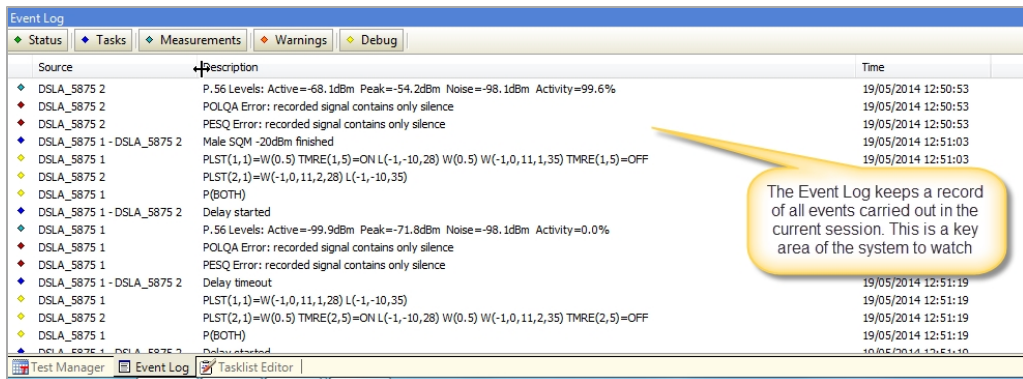 Event Log
Status Tasks Measurements Warnings Debug
Source Description Time
DSLA_5875 2 P.56 Levels: Active=-68.1dBm Peak=-54.2dBm Noise=-98.1dBm Activity=99.6% 19/05/2014 12:50:53
DSLA_5875 2 POLQA Error: recorded signal contains only silence 19/05/2014 12:50:53
DSLA_5875 2 PESQ Error: recorded signal contains only silence 19/05/2014 12:50:53
DSLA_5875 1 - DSLA_5875 2 Male SQM -20dBm finished 19/05/2014 12:51:03
DSLA_5875 1 PLST(1,1)=W(0.5) TMRE(1,5)=ON L(-1,-10,28) W(0.5) W(-1,0,11,1,35) TMRE(1,5)=OFF 19/05/2014 12:51:03
DSLA_5875 2 PLST(2,1)=W(-1,0,11,2,28) L(-1,-10,35)
DSLA_5875 1 P(BOTH)
DSLA_5875 1 - DSLA_5875 2 Delay started
DSLA_5875 1 P.56 Levels: Active=-99.9dBm Peak=-71.8dBm Noise=-98.1dBm Activity=0.0%
DSLA_5875 1 POLQA Error: recorded signal contains only silence
DSLA_5875 1 PESQ Error: recorded signal contains only silence
DSLA_5875 1 - DSLA_5875 2 Delay timeout 19/05/2014 12:51:19
DSLA_5875 1 PLST(1,1)=W(-1,0,11,1,28) L(-1,-10,35) 19/05/2014 12:51:19
DSLA_5875 2 PLST(2,1)=W(0.5) TMRE(2,5)=ON L(-1,-10,28) W(0.5) W(-1,0,11,2,35) TMRE(2,5)=OFF 19/05/2014 12:51:19
DSLA_5875 1 P(BOTH) 19/05/2014 12:51:19
DSLA_5875 1 - DSLA_5875 2 Delay started 19/05/2014 12:51:19
The Event Log keeps a record
of all events carried out in the
current session. This is a key
area of the system to watch
Test Manager Event Log Tasklist Editor